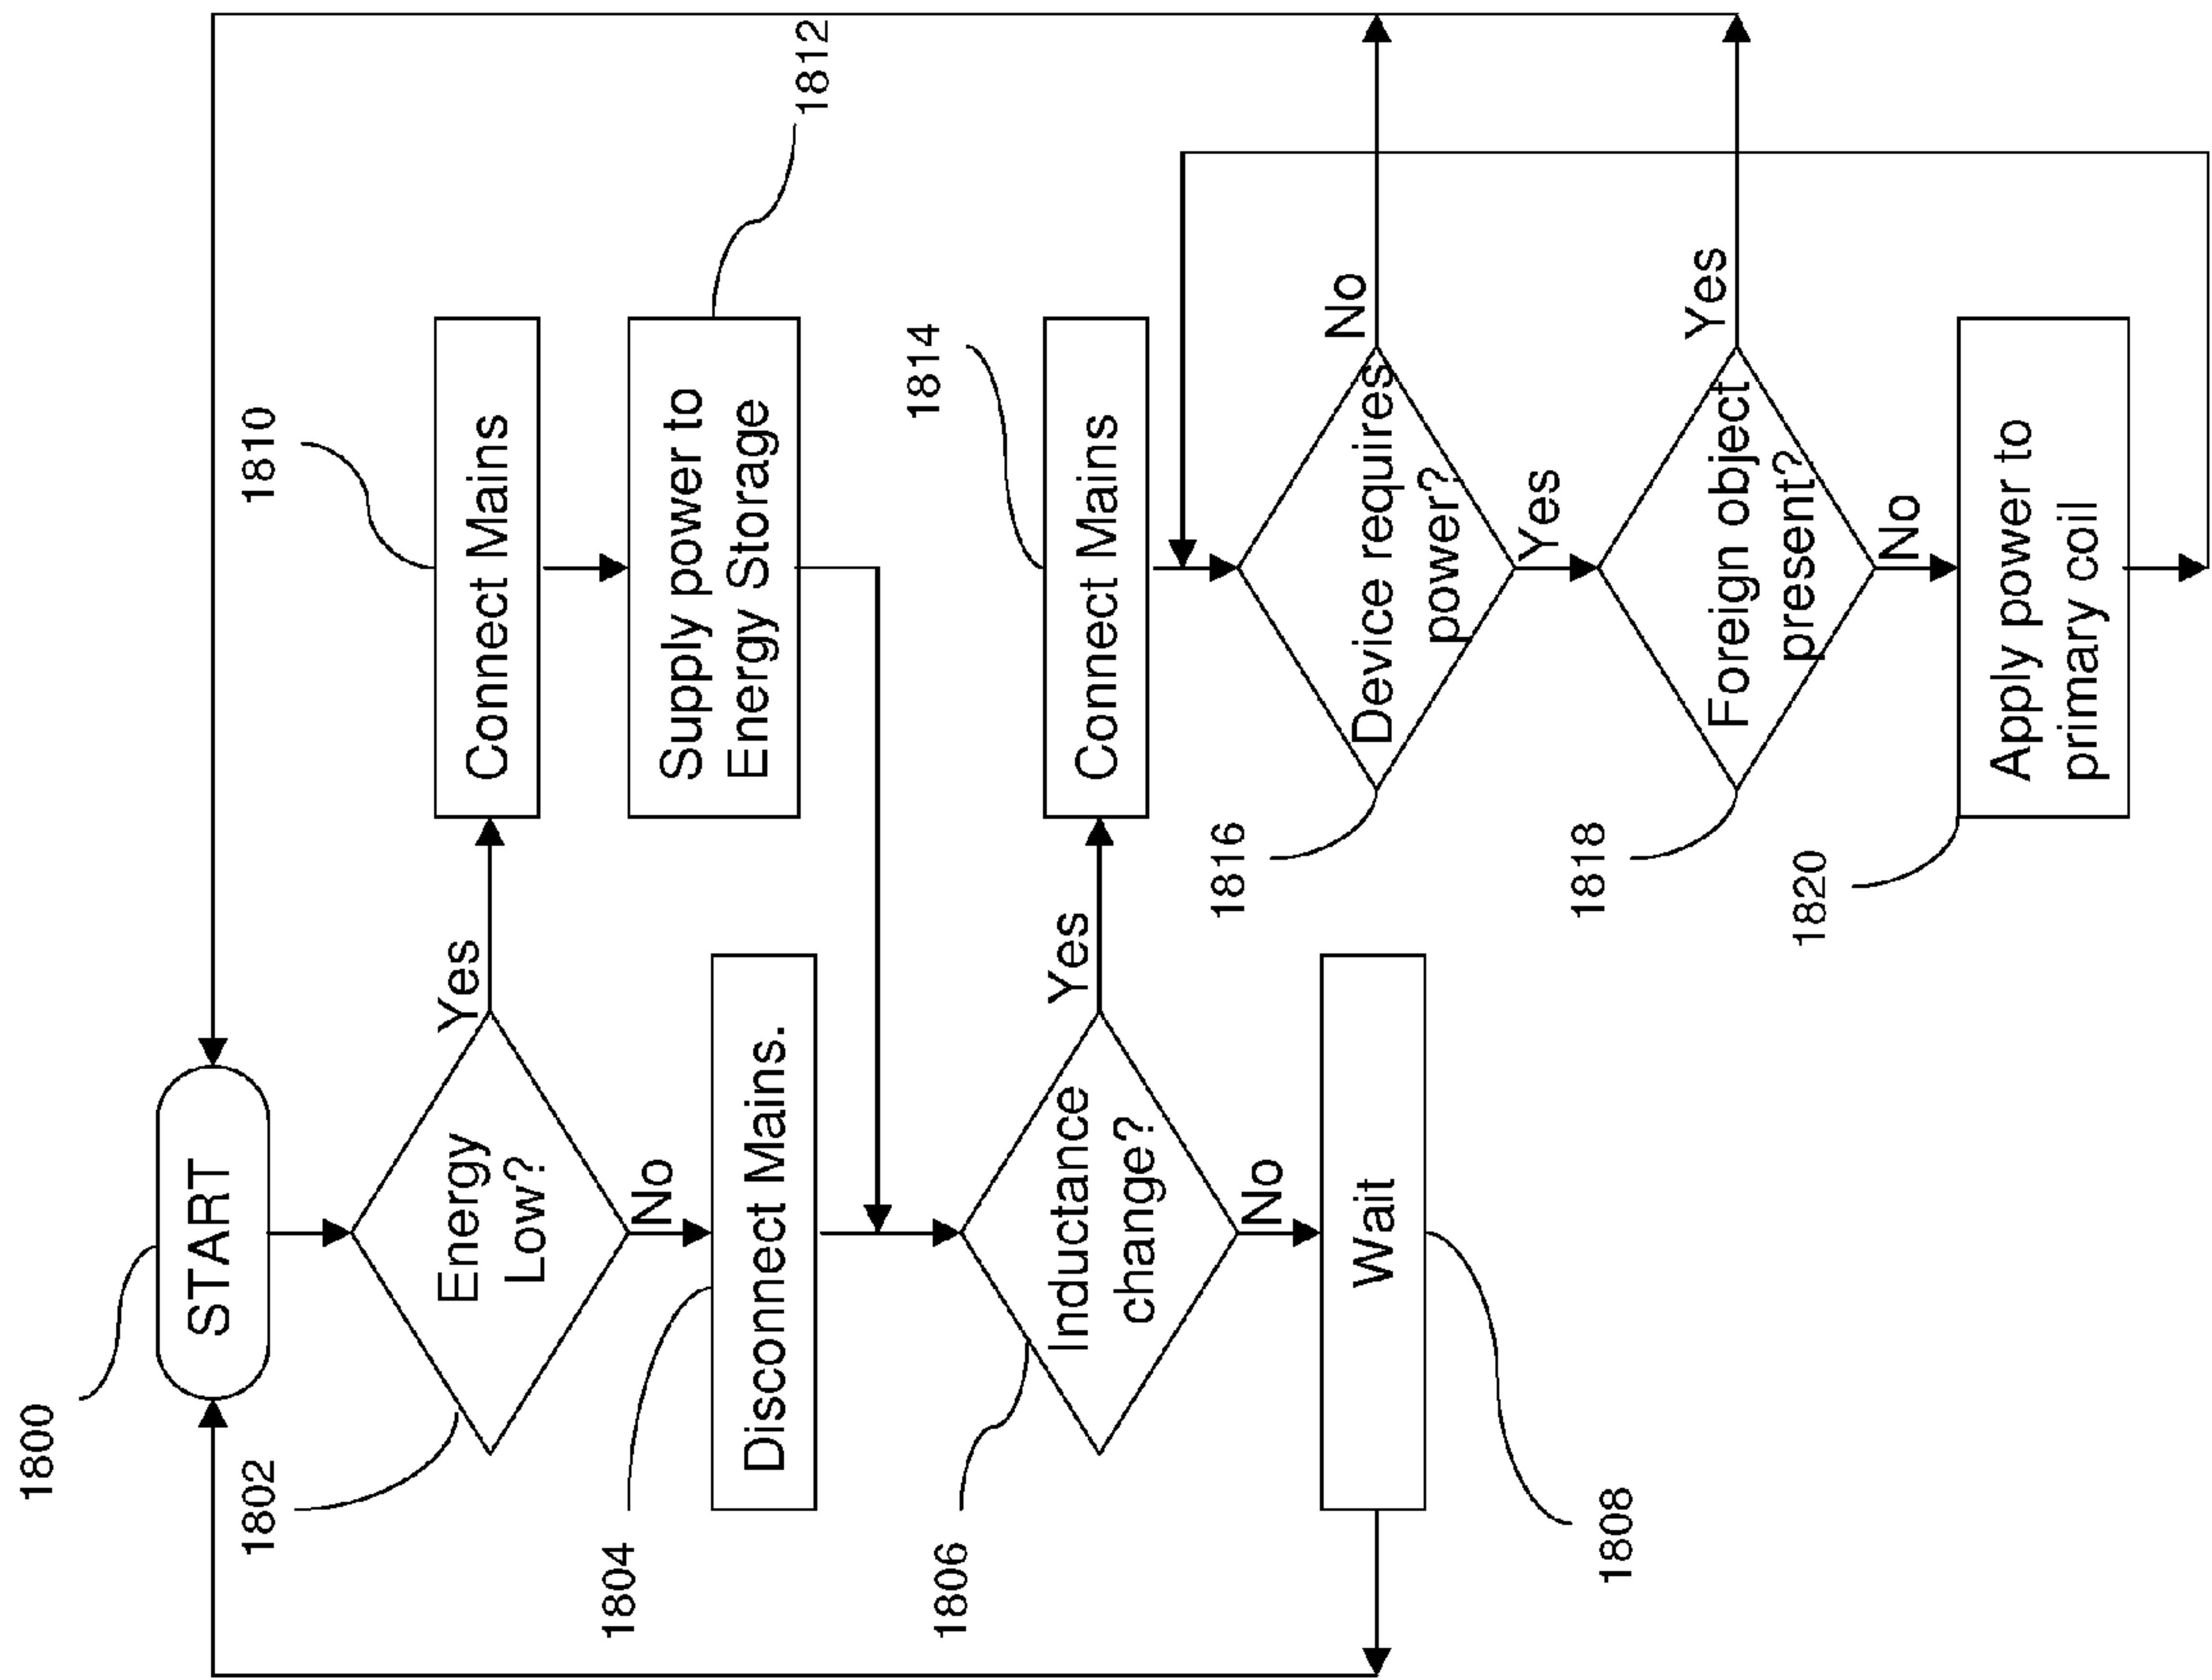 1800
START
1802
Energy
Low?
Yes
No
1804
Disconnect Mains.
1806
Inductance
change?
Yes
No
Wait
1808
1810
Connect Mains
Supply power to
Energy Storage
1812
1814
Connect Mains
1816
Device requires
power?
No
Yes
1818
Foreign object
present?
Yes
No
1820
Apply power to
primary coil